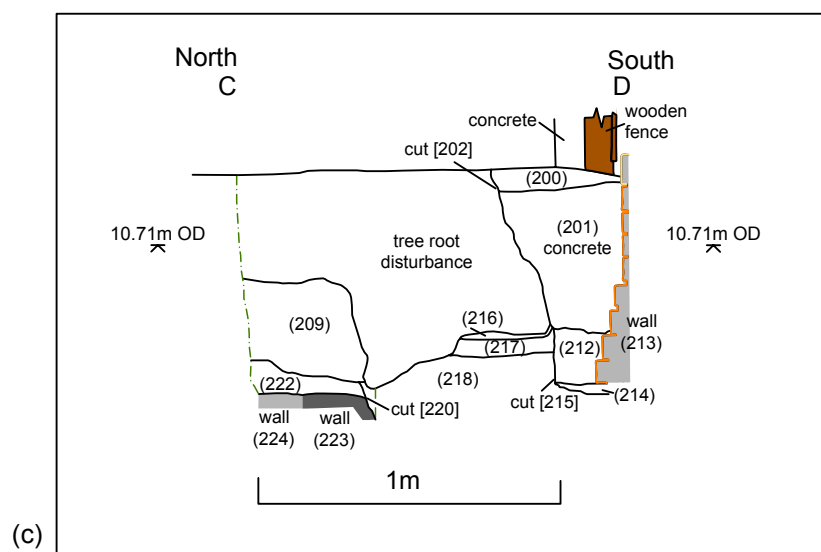 North
C
South
D
concrete
wooden
fence
cut [202]
(200)
10.71m OD
(201)
concrete
10.71m OD
tree root
disturbance
(209)
(216)
(217)
(212)
wall
(213)
(222)
(218)
cut [220]
cut [215]
(214)
wall
(224)
wall
(223)
1m
(c)